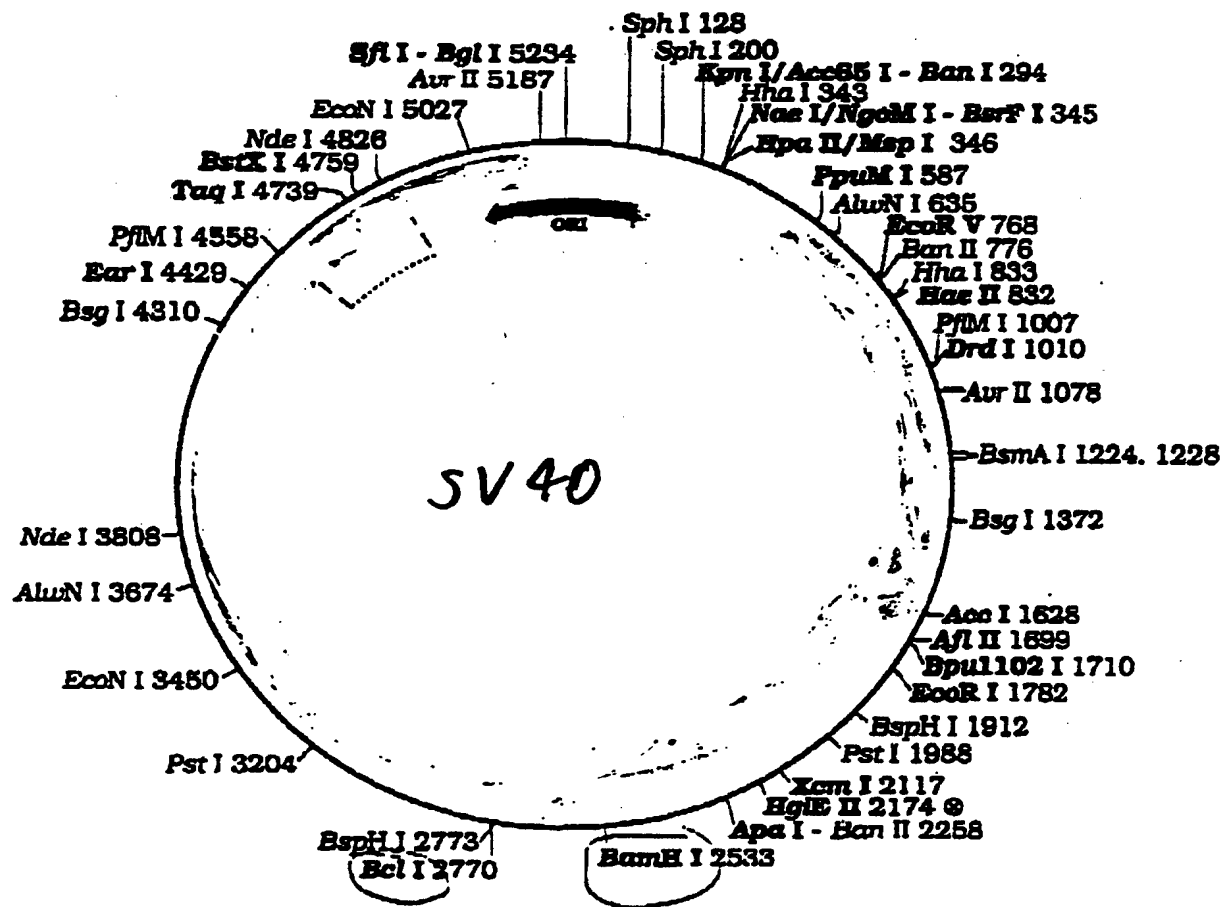 Sph I 128
Sph I 200
Kpn I/Acc65 I - Ban I 294
Hha I 343
Nae I/NgoM I - BsrF I 345
Hpa II/Msp I 346
PpuM I 587
AlwN I 635
EcoR V 768
Ban II 776
Hha I 833
Hae II 832
PflM I 1007
Drd I 1010
Avr II 1078
BsmA I 1224, 1228
Bsg I 1372
Acc I 1628
Afl II 1699
Bpu1102 I 1710
EcoR I 1782
BspH I 1912
Pst I 1988
Xcm I 2117
HgiE II 2174 ⊗
Apa I - Ban II 2258
BamH I 2533
Bcl I 2770
BspH I 2773
Pst I 3204
EcoN I 3450
AlwN I 3674
Nde I 3808
Bsg I 4310
Ear I 4429
PflM I 4558
Taq I 4739
BstX I 4759
Nde I 4826
EcoN I 5027
Avr II 5187
Sfi I - Bgl I 5234
ORI
SV40